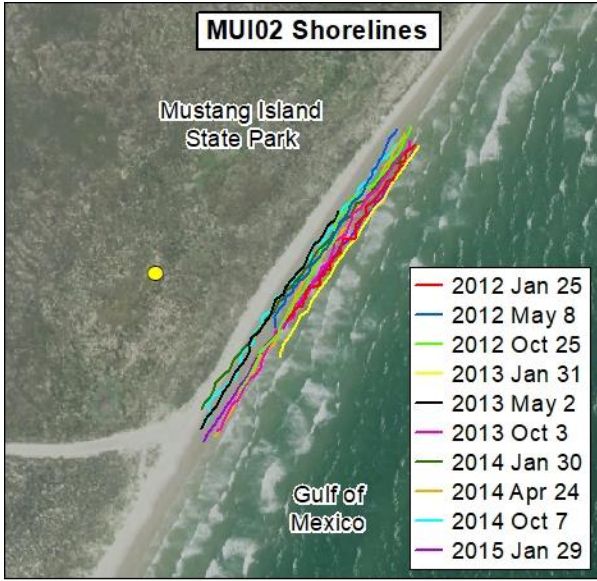 MUI02 Shorelines
Mustang Island
State Park
2012 Jan 25
2012 May 8
2012 Oct 25
2013 Jan 31
2013 May 2
2013 Oct 3
2014 Jan 30
2014 Apr 24
2014 Oct 7
2015 Jan 29
Gulf of
Mexico